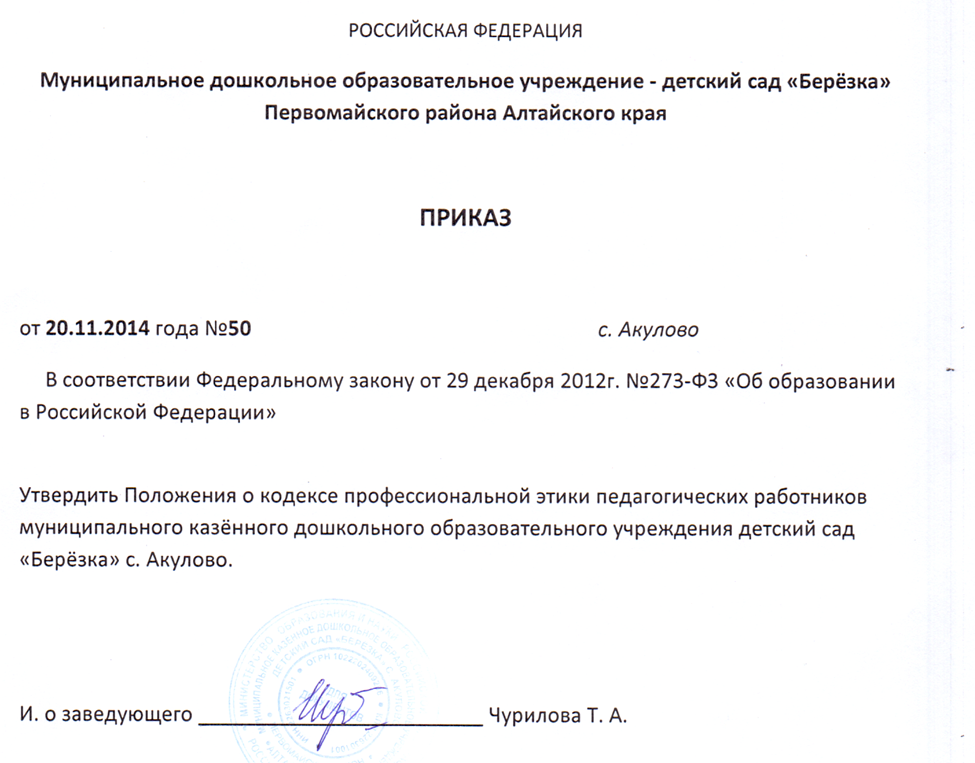 РОССИЙСКАЯ ФЕДЕРАЦИЯ
Муниципальное дошкольное образовательное учреждение - детский сад «Берёзка»
Первомайского района Алтайского края
ПРИКАЗ
от 20.11.2014 года №50 с. Акулово
В соответствии Федеральному закону от 29 декабря 2012г. №273-ФЗ «Об образовании
в Российской Федерации»
Утвердить Положения о кодексе профессиональной этики педагогических работников
муниципального казённого дошкольного образовательного учреждения детский сад
«Берёзка» с. Акулово.
И. о заведующего Чурилова Т. А.